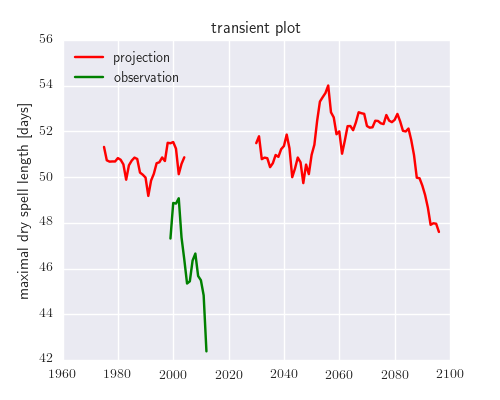 transient plot
projection
observation
maximal dry spell length [days]
56
54
52
50
48
46
44
42
1960 1980 2000 2020 2040 2060 2080 2100